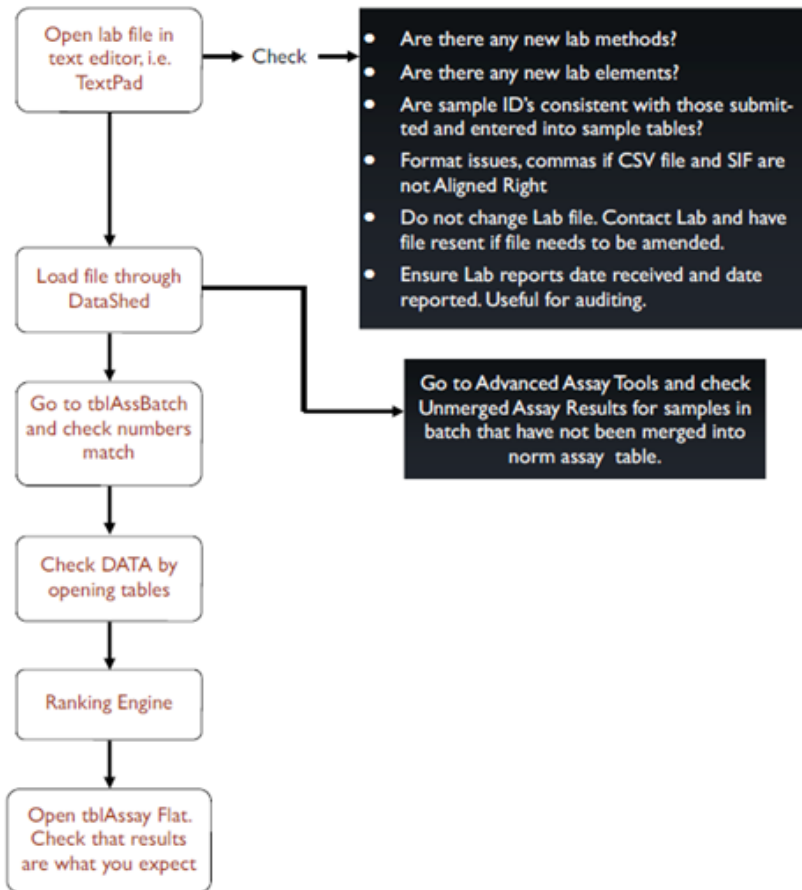 Open lab file in
text editor, i.e.
TextPad
Check
• Are there any new lab methods?
• Are there any new lab elements?
• Are sample ID's consistent with those submit-
ted and entered into sample tables?
• Format issues, commas if CSV file and SIF are
not Aligned Right
• Do not change Lab file. Contact Lab and have
file resent if file needs to be amended.
• Ensure Lab reports date received and date
reported. Useful for auditing.
Load file through
DataShed
Go to Advanced Assay Tools and check
Unmerged Assay Results for samples in
batch that have not been merged into
norm assay table.
Go to tblAssBatch
and check numbers
match
Check DATA by
opening tables
Ranking Engine
Open tblAssay Flat.
Check that results
are what you expect